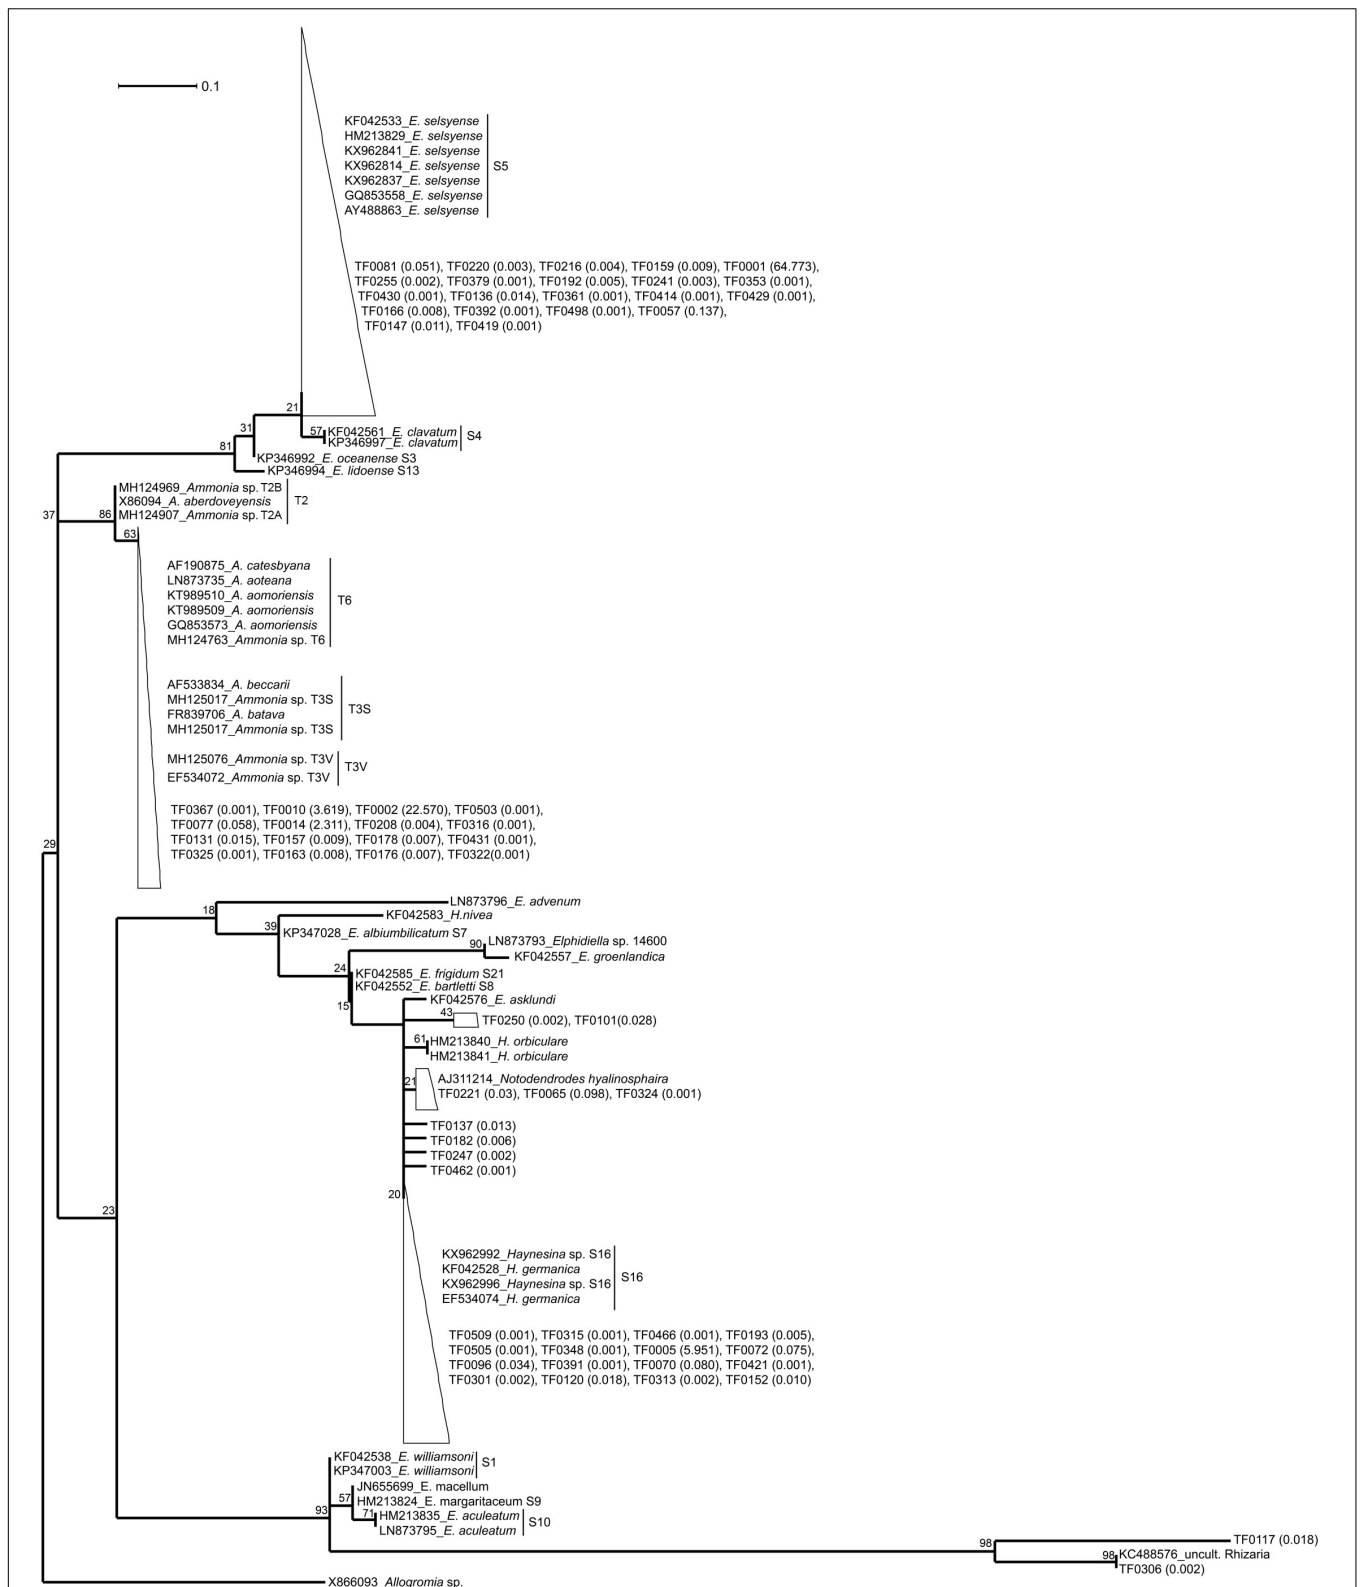 0.1
KF042533_E. selsyense
HM213829_E. selsyense
KX962841_E. selsyense
KX962814_E. selsyense
KX962837_E. selsyense
GQ853558_E. selsyense
AY488863_E. selsyense
S5
TF0081 (0.051), TF0220 (0.003), TF0216 (0.004), TF0159 (0.009), TF0001 (64.773),
TF0255 (0.002), TF0379 (0.001), TF0192 (0.005), TF0241 (0.003), TF0353 (0.001),
TF0430 (0.001), TF0136 (0.014), TF0361 (0.001), TF0414 (0.001), TF0429 (0.001),
TF0166 (0.008), TF0392 (0.001), TF0498 (0.001), TF0057 (0.137),
TF0147 (0.011), TF0419 (0.001)
21
57
KF042561_E. clavatum
KP346997_E. clavatum
S4
31
81
KP346992_E. oceanense S3
KP346994_E. lidoense S13
MH124969_Ammonia sp. T2B
X86094_A. aberdoveyensis
MH124907_Ammonia sp. T2A
T2
37
86
63
AF190875_A. catesbyana
LN873735_A. aoteana
KT989510_A. aomoriensis
KT989509_A. aomoriensis
GQ853573_A. aomoriensis
MH124763_Ammonia sp. T6
T6
AF533834_A. beccarii
MH125017_Ammonia sp. T3S
FR839706_A. batava
MH125017_Ammonia sp. T3S
T3S
MH125076_Ammonia sp. T3V
EF534072_Ammonia sp. T3V
T3V
TF0367 (0.001), TF0010 (3.619), TF0002 (22.570), TF0503 (0.001),
TF0077 (0.058), TF0014 (2.311), TF0208 (0.004), TF0316 (0.001),
TF0131 (0.015), TF0157 (0.009), TF0178 (0.007), TF0431 (0.001),
TF0325 (0.001), TF0163 (0.008), TF0176 (0.007), TF0322(0.001)
29
18
LN873796_E. advenum
KF042583_H.nivea
39
KP347028_E. albiumbilicatum S7
90
LN873793_Elphidiella sp. 14600
KF042557_E. groenlandica
24
KF042585_E. frigidum S21
KF042552_E. bartletti S8
15
KF042576_E. asklundi
43
TF0250 (0.002), TF0101(0.028)
61
HM213840_H. orbiculare
HM213841_H. orbiculare
21
AJ311214_Notodendrodes hyalinosphaira
TF0221 (0.03), TF0065 (0.098), TF0324 (0.001)
TF0137 (0.013)
TF0182 (0.006)
TF0247 (0.002)
TF0462 (0.001)
20
23
KX962992_Haynesina sp. S16
KF042528_H. germanica
KX962996_Haynesina sp. S16
EF534074_H. germanica
S16
TF0509 (0.001), TF0315 (0.001), TF0466 (0.001), TF0193 (0.005),
TF0505 (0.001), TF0348 (0.001), TF0005 (5.951), TF0072 (0.075),
TF0096 (0.034), TF0391 (0.001), TF0070 (0.080), TF0421 (0.001),
TF0301 (0.002), TF0120 (0.018), TF0313 (0.002), TF0152 (0.010)
KF042538_E. williamsoni
KP347003_E. williamsoni
S1
JN655699_E. macellum
57
HM213824_E. margaritaceum S9
93
71
HM213835_E. aculeatum
LN873795_E. aculeatum
S10
98
TF0117 (0.018)
98
KC488576_uncult. Rhizaria
TF0306 (0.002)
X866093_Allogromia sp.